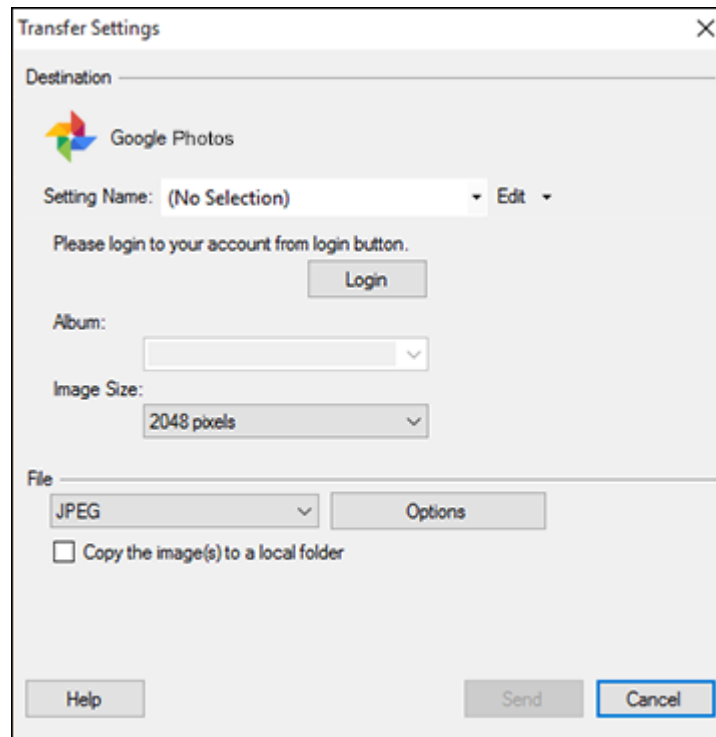 Transfer Settings
Destination
Google Photos
Setting Name: (No Selection) Edit
Please login to your account from login button.
Login
Album:
Image Size:
2048 pixels
File
JPEG Options
Copy the image(s) to a local folder
Help Send Cancel